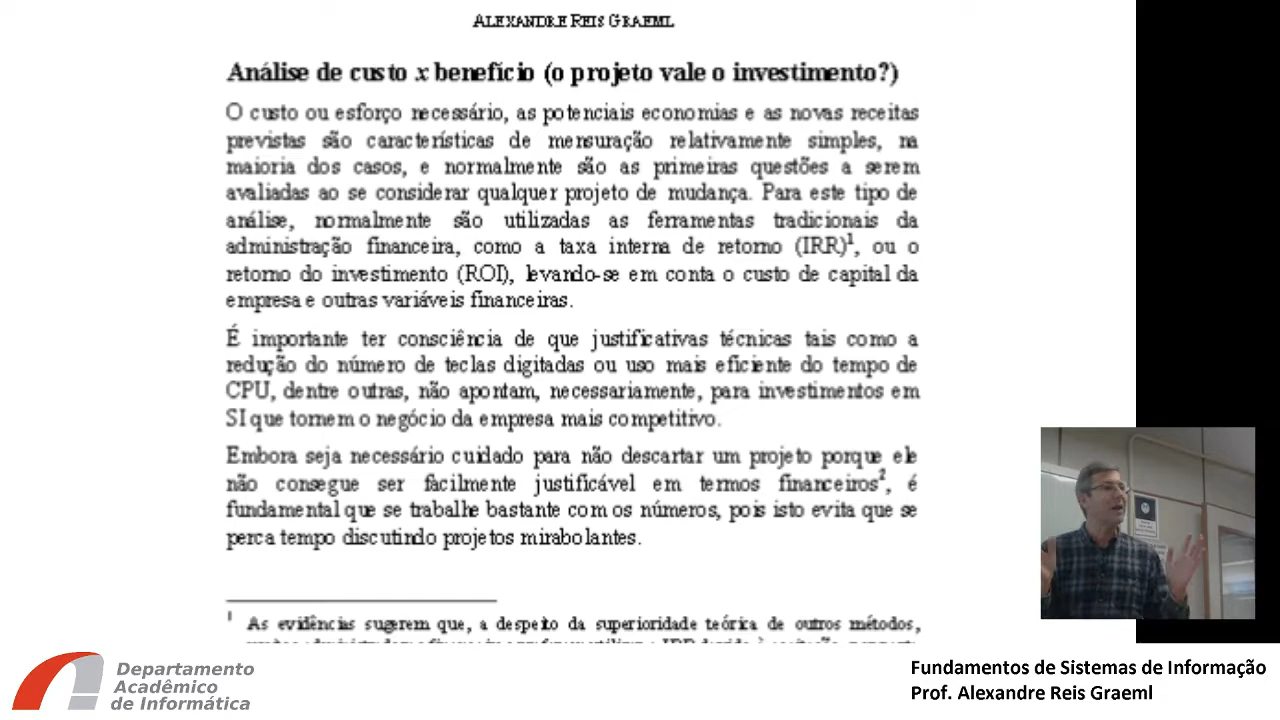 ALEXANDRE REIS GRAEML
Análise de custo x benefício (o projeto vale o investimento?)
O custo ou esforço necessário, as potenciais economias e as novas receitas
previstas são características de mensuração relativamente simples, na
maioria dos casos, e normalmente são as primeiras questões a serem
avaliadas ao se considerar qualquer projeto de mudança. Para este tipo de
análise, normalmente são utilizadas as ferramentas tradicionais da
administração financeira, como a taxa interna de retorno (IRR)¹, ou o
retorno do investimento (ROI), levando-se em conta o custo de capital da
empresa e outras variáveis financeiras.
É importante ter consciência de que justificativas técnicas tais como a
redução do número de teclas digitadas ou uso mais eficiente do tempo de
CPU, dentre outras, não apontam, necessariamente, para investimentos em
SI que tornem o negócio da empresa mais competitivo.
Embora seja necessário cuidado para não descartar um projeto porque ele
não consegue ser facilmente justificável em termos financeiros², é
fundamental que se trabalhe bastante com os números, pois isto evita que se
perca tempo discutindo projetos mirabolantes.
¹ As evidências sugerem que, a despeito da superioridade teórica de outros métodos,
Departamento
Acadêmico
de Informática
Fundamentos de Sistemas de Informação
Prof. Alexandre Reis Graeml